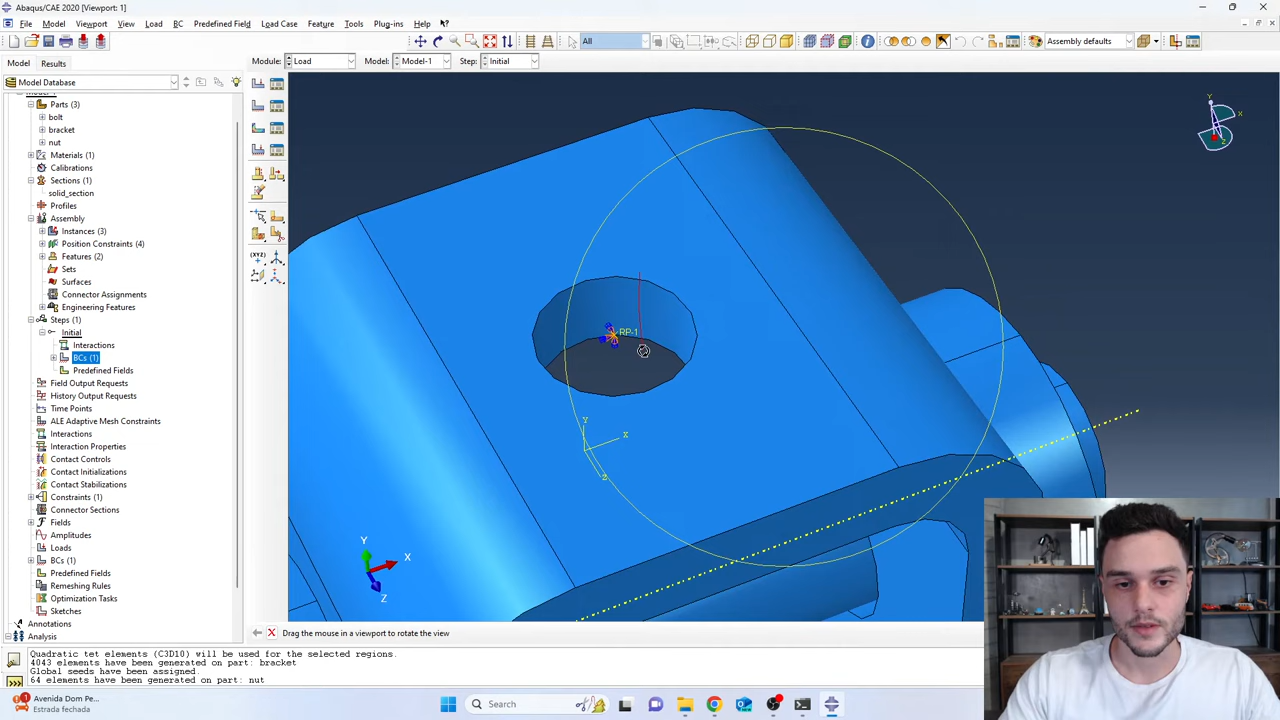 Abaqus/CAE 2020 [Viewport: 1]
File Model Viewport View Load BC Predefined Field Load Case Feature Tools Plug-ins Help
All Assembly defaults
Model Results Module: Load Model: Model-1 Step: Initial
Model Database
Parts (3)
bolt
bracket
nut
Materials (1)
Calibrations
Sections (1)
solid_section
Profiles
Assembly
Instances (3)
Position Constraints (4)
Features (2)
Sets
Surfaces
Connector Assignments
Engineering Features
Steps (1)
Initial
Interactions
BCs (1)
Predefined Fields
Field Output Requests
History Output Requests
Time Points
ALE Adaptive Mesh Constraints
Interactions
Interaction Properties
Contact Controls
Contact Initializations
Contact Stabilizations
Constraints (1)
Connector Sections
Fields
Amplitudes
Loads
BCs (1)
Predefined Fields
Remeshing Rules
Optimization Tasks
Sketches
Annotations
Analysis
(XYZ)
RP-1
Y
X
Z
Y
X
Z
Y
X
Z
Drag the mouse in a viewport to rotate the view
Quadratic tet elements (C3D10) will be used for the selected regions.
4043 elements have been generated on part: bracket
Global seeds have been assigned.
64 elements have been generated on part: nut
>>>
1
Avenida Dom Pe...
Estrada fechada
Search